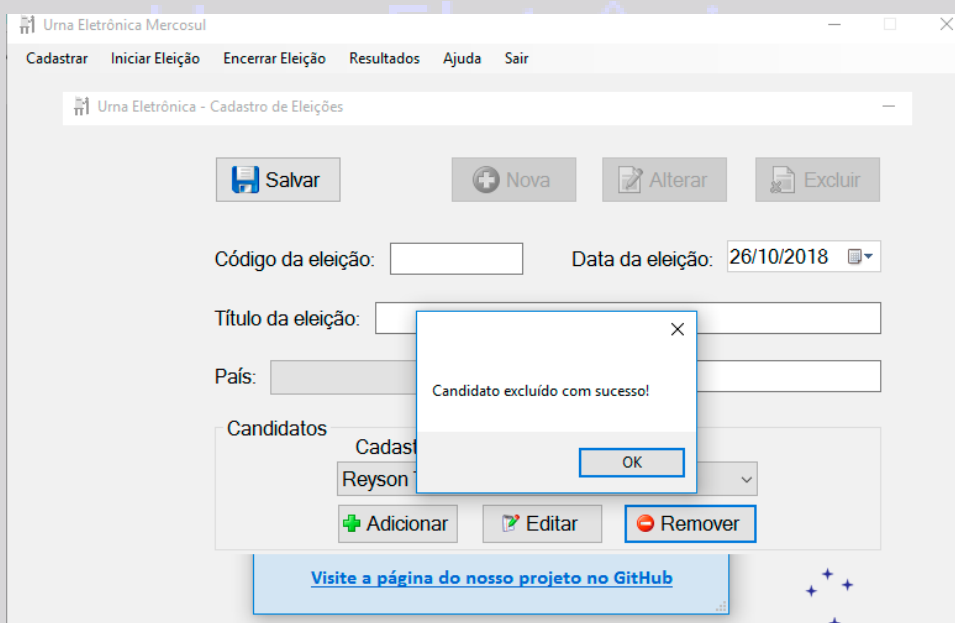 Urna Eletrônica Mercosul
Cadastrar Iniciar Eleição Encerrar Eleição Resultados Ajuda Sair
Urna Eletrônica - Cadastro de Eleições
Salvar Nova Alterar Excluir
Código da eleição: Data da eleição: 26/10/2018
Título da eleição:
País:
Candidato excluído com sucesso!
OK
Candidatos
Reyson
Adicionar Editar Remover
Visite a página do nosso projeto no GitHub